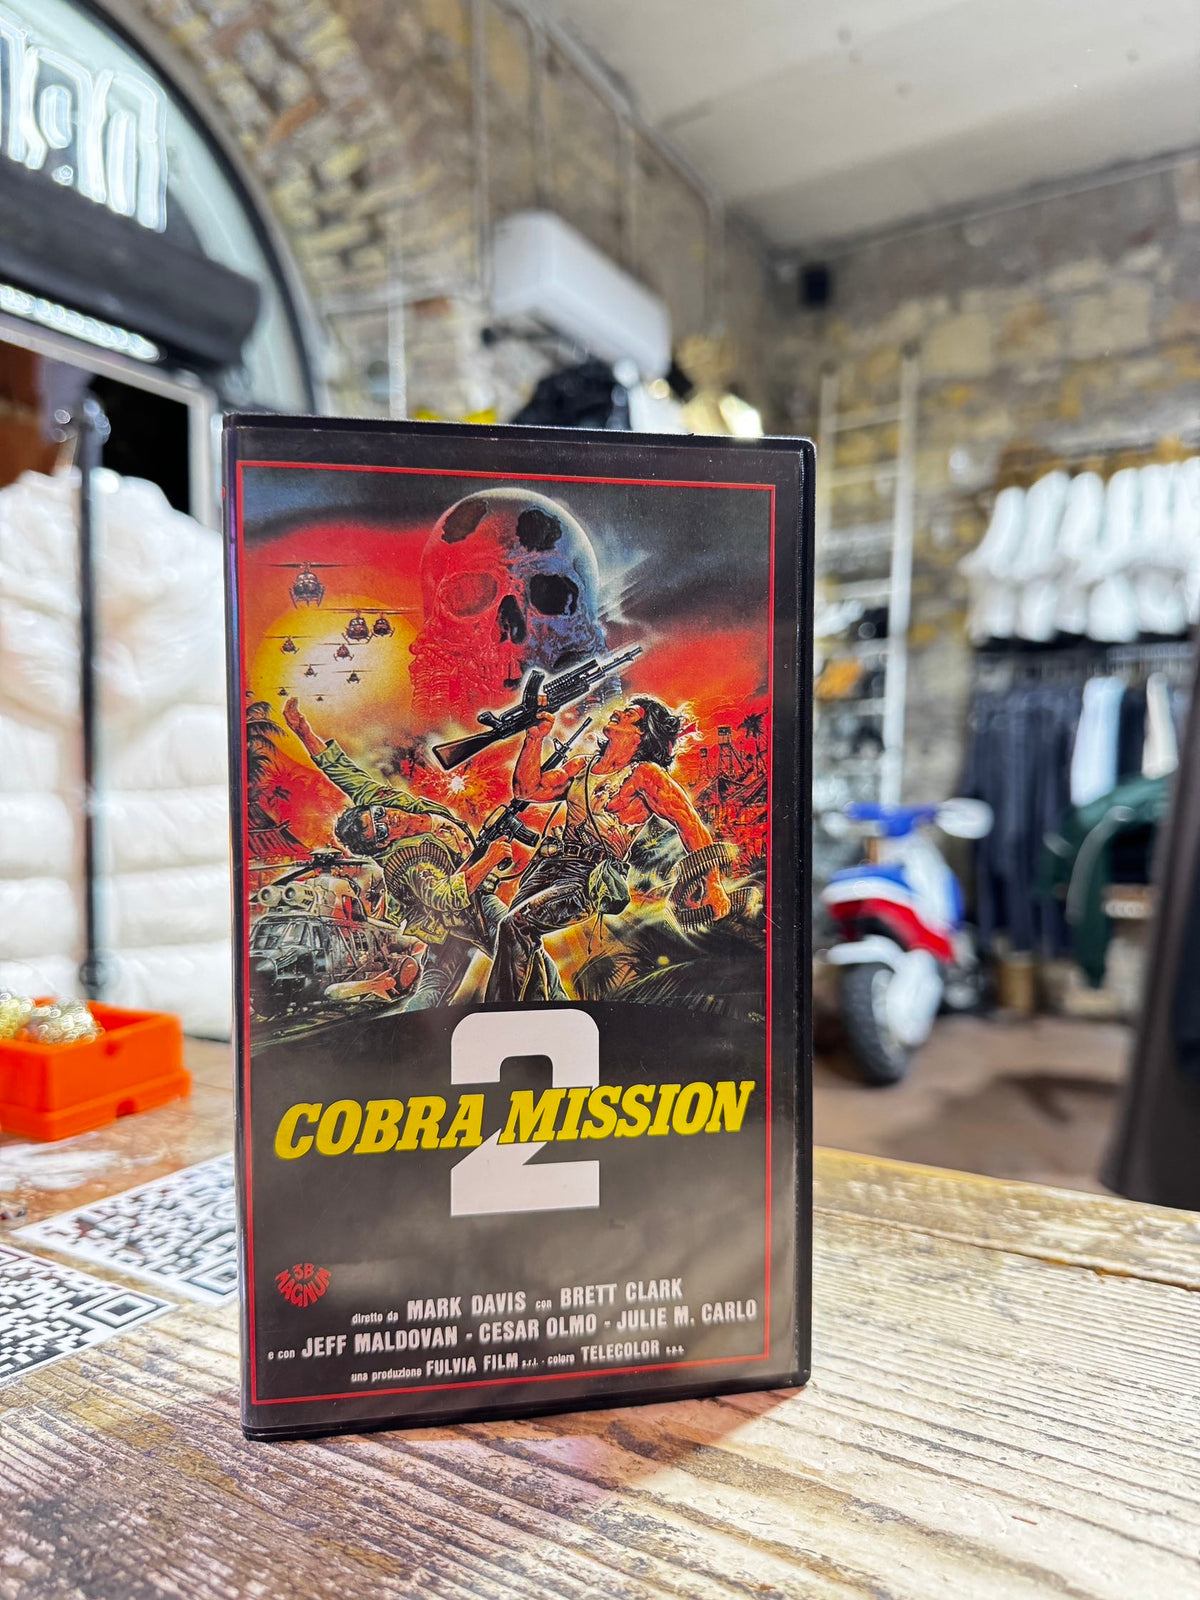 2
COBRA MISSION
3B
MAGNUM
diretto da MARK DAVIS con BRETT CLARK
e con JEFF MALDOVAN - CESAR OLMO - JULIE M. CARLO
una produzione FULVIA FILM s.r.l. - colore TELECOLOR s.p.a.